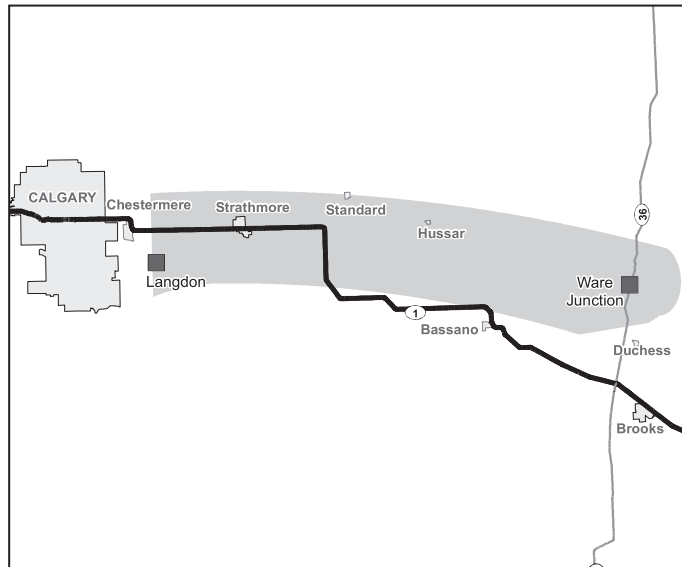 CALGARY
Chestermere
Strathmore
Standard
Hussar
36
Langdon
Ware
Junction
1
Bassano
Duchess
Brooks